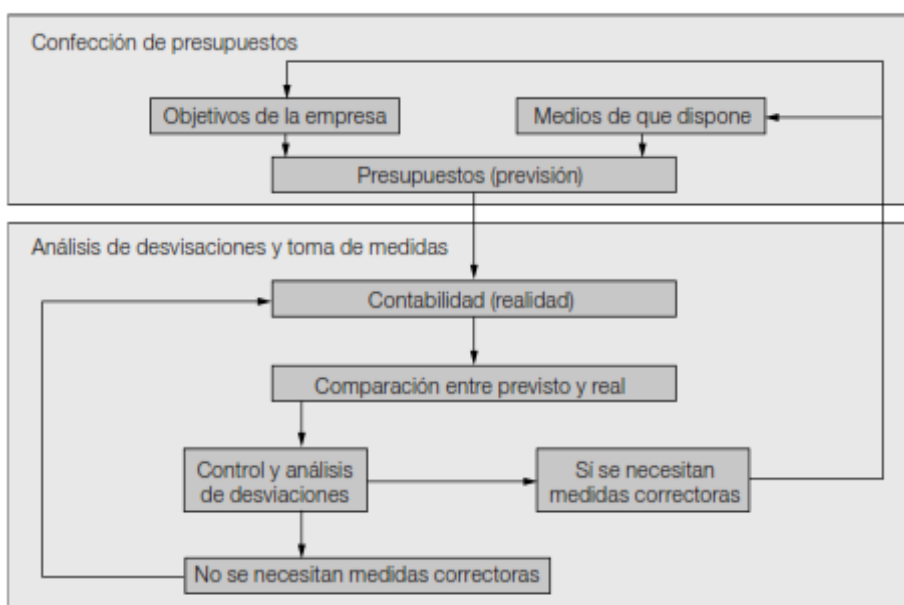 Confección de presupuestos
Objetivos de la empresa
Medios de que dispone
Presupuestos (previsión)
Análisis de desvisaciones y toma de medidas
Contabilidad (realidad)
Comparación entre previsto y real
Control y análisis
de desviaciones
Si se necesitan
medidas correctoras
No se necesitan medidas correctoras